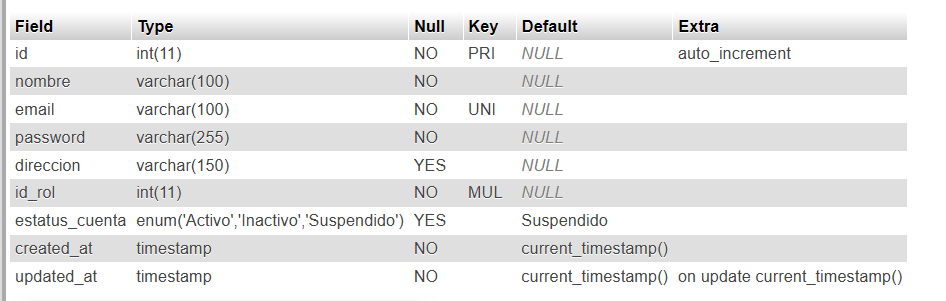 Field Type Null Key Default Extra
id int(11) NO PRI NULL auto_increment
nombre varchar(100) NO NULL
email varchar(100) NO UNI NULL
password varchar(255) NO NULL
direccion varchar(150) YES NULL
id_rol int(11) NO MUL NULL
estatus_cuenta enum('Activo','Inactivo','Suspendido') YES Suspendido
created_at timestamp NO current_timestamp()
updated_at timestamp NO current_timestamp() on update current_timestamp()